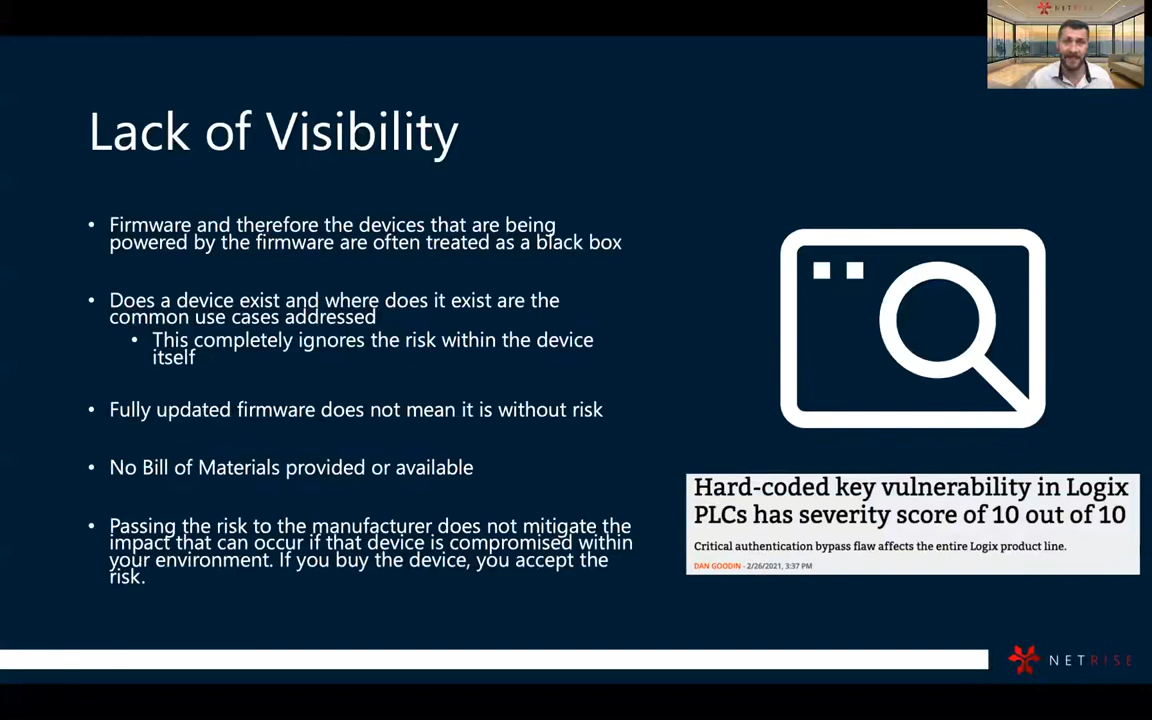 NETRISE
Lack of Visibility
• Firmware and therefore the devices that are being
powered by the firmware are often treated as a black box
• Does a device exist and where does it exist are the
common use cases addressed
• This completely ignores the risk within the device
itself
• Fully updated firmware does not mean it is without risk
• No Bill of Materials provided or available
• Passing the risk to the manufacturer does not mitigate the
impact that can occur if that device is compromised within
your environment. If you buy the device, you accept the
risk.
Hard-coded key vulnerability in Logix
PLCs has severity score of 10 out of 10
Critical authentication bypass flaw affects the entire Logix product line.
DAN GOODIN - 2/26/2021, 3:37 PM
NETRISE